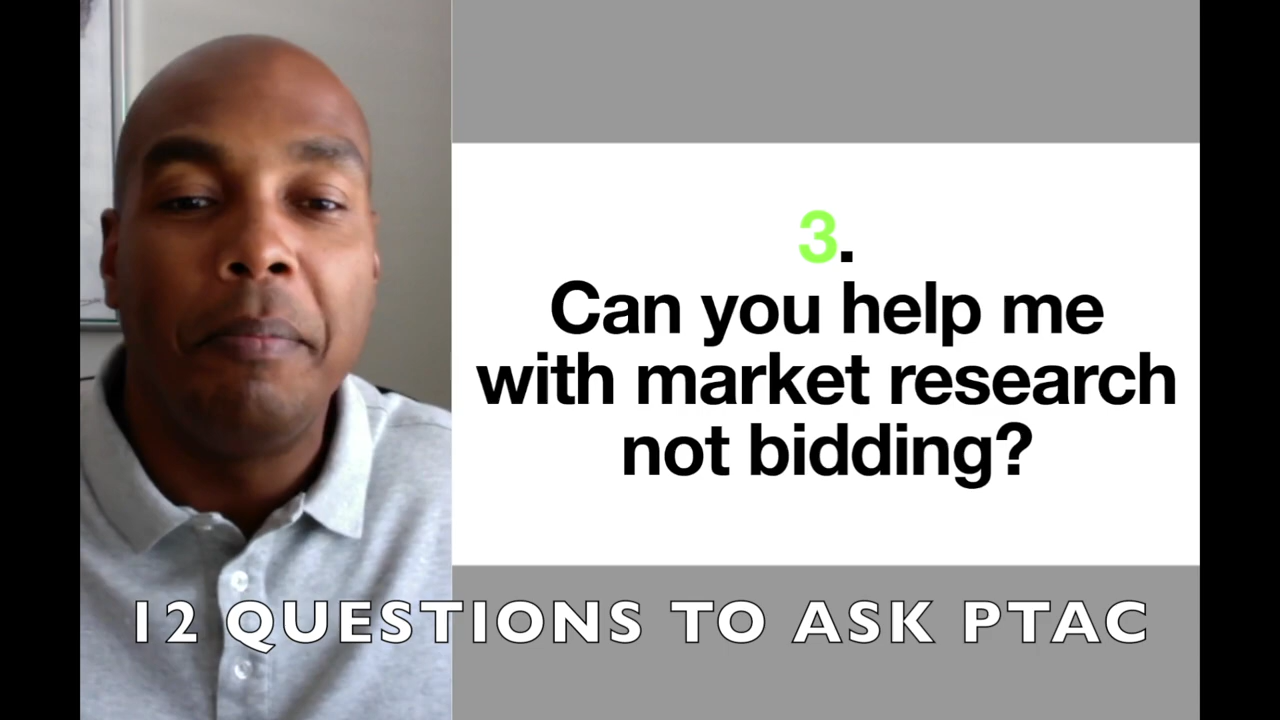 3.
Can you help me
with market research
not bidding?
12 QUESTIONS TO ASK PTAC